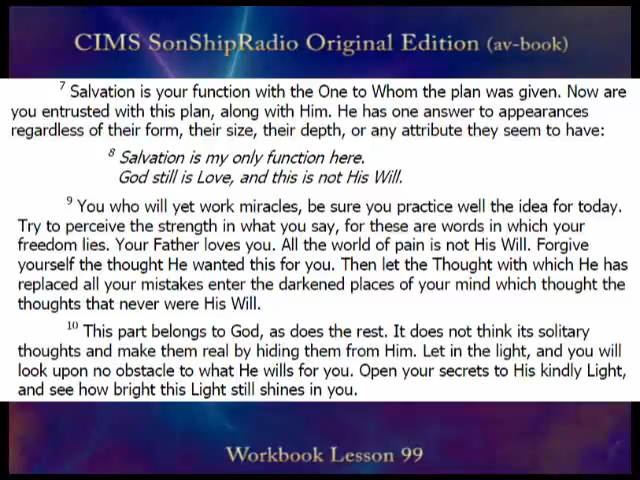 CIMS SonShipRadio Original Edition (av-book)
7 Salvation is your function with the One to Whom the plan was given. Now are
you entrusted with this plan, along with Him. He has one answer to appearances
regardless of their form, their size, their depth, or any attribute they seem to have:
8 Salvation is my only function here.
God still is Love, and this is not His Will.
9 You who will yet work miracles, be sure you practice well the idea for today.
Try to perceive the strength in what you say, for these are words in which your
freedom lies. Your Father loves you. All the world of pain is not His Will. Forgive
yourself the thought He wanted this for you. Then let the Thought with which He has
replaced all your mistakes enter the darkened places of your mind which thought the
thoughts that never were His Will.
10 This part belongs to God, as does the rest. It does not think its solitary
thoughts and make them real by hiding them from Him. Let in the light, and you will
look upon no obstacle to what He wills for you. Open your secrets to His kindly Light,
and see how bright this Light still shines in you.
Workbook Lesson 99